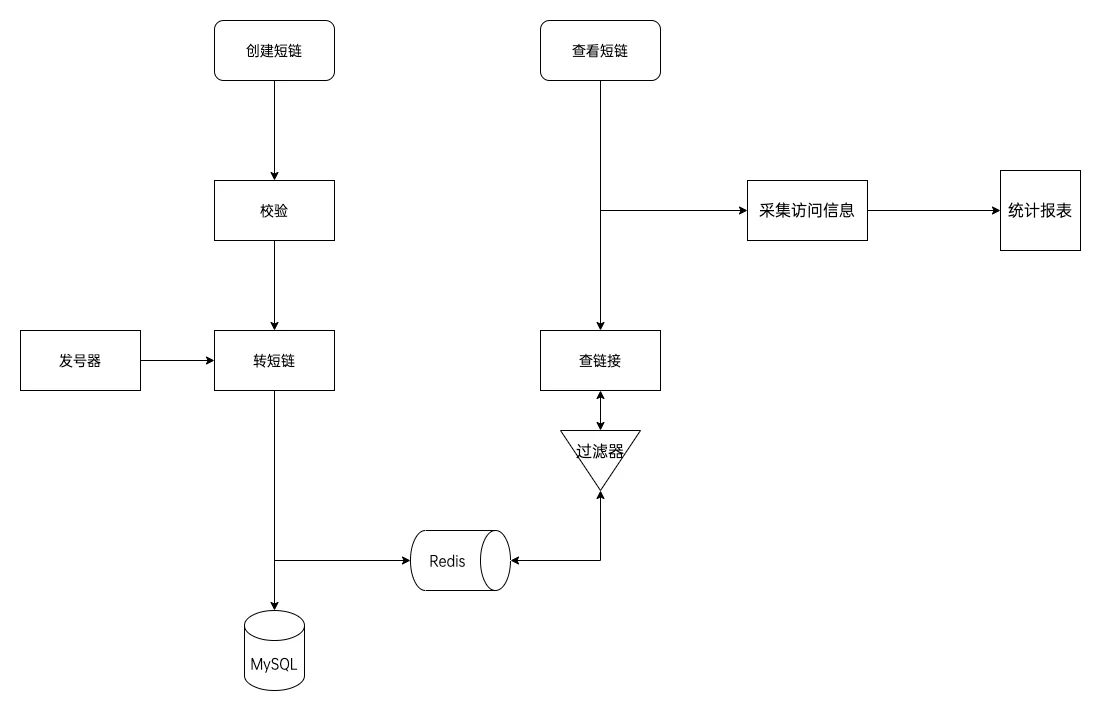 创建短链
查看短链
校验
采集访问信息
统计报表
发号器
转短链
查链接
过滤器
Redis
MySQL